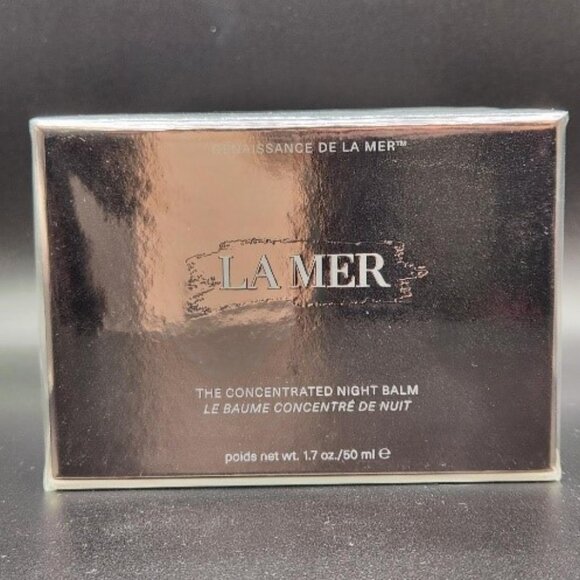 GENAISSANCE DE LA MER™
LA MER
THE CONCENTRATED NIGHT BALM
LE BAUME CONCENTRÉ DE NUIT
poids net wt. 1.7 oz./50 ml ℮